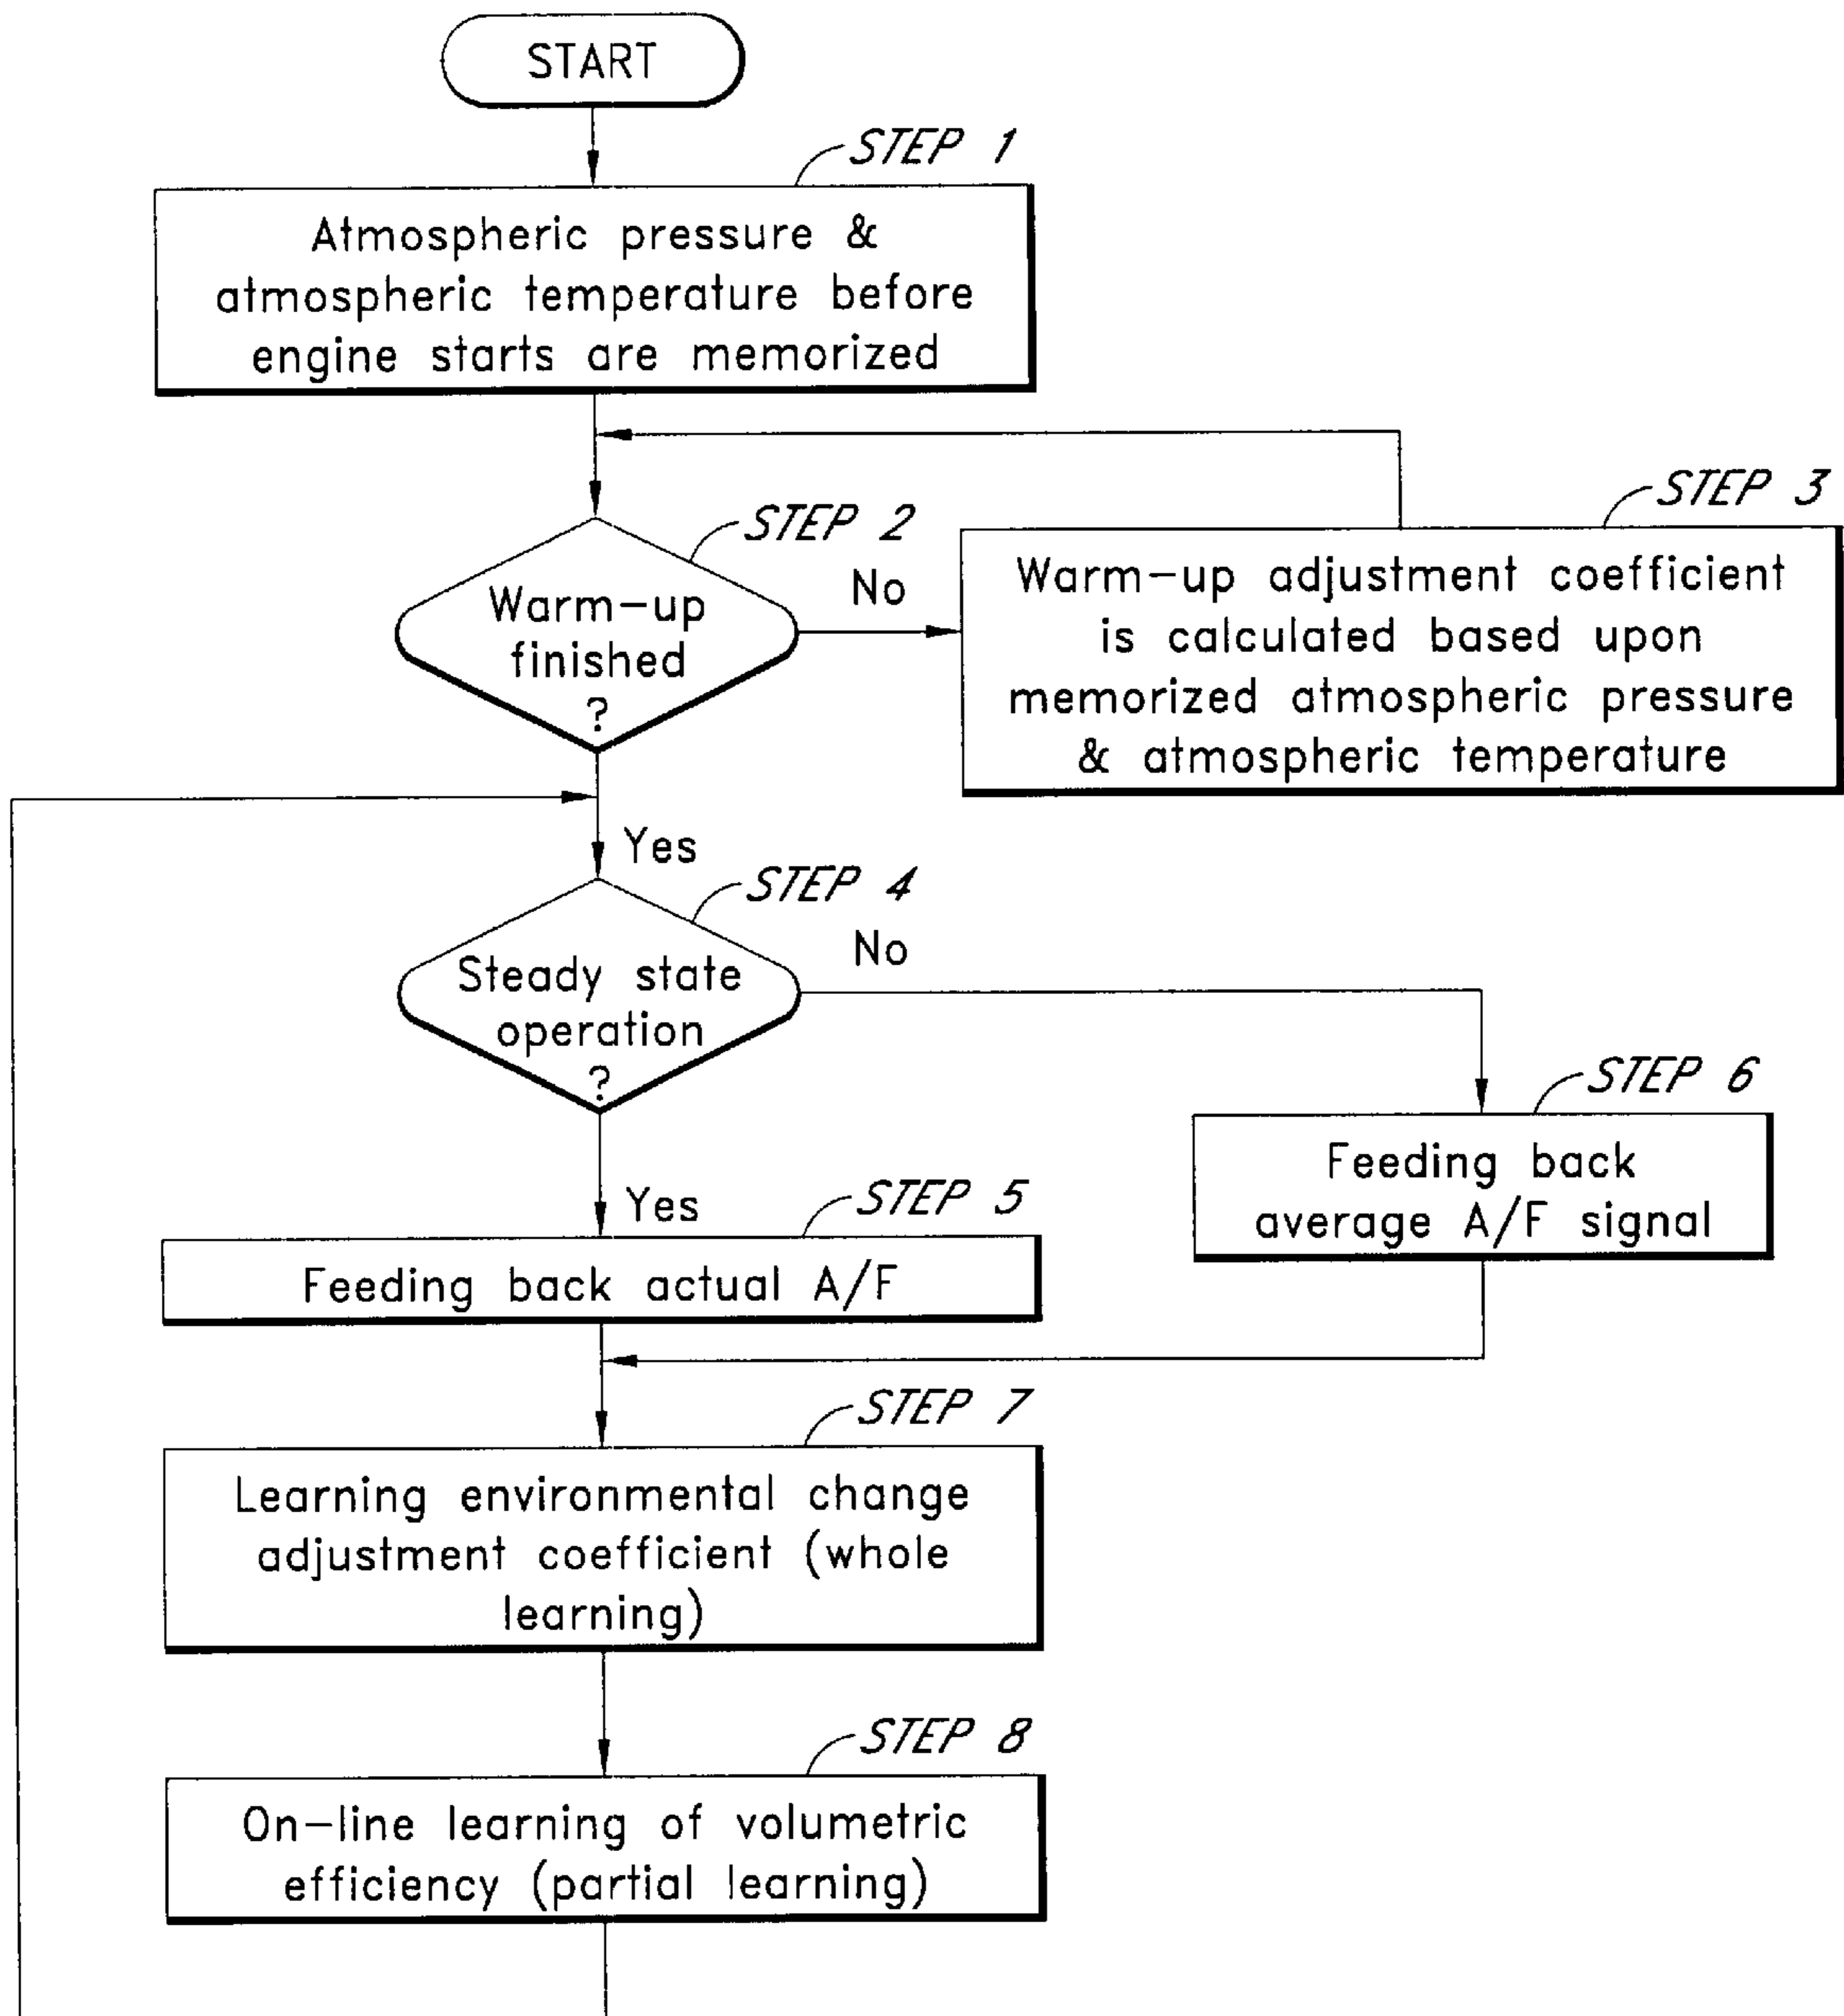 START
STEP 1
Atmospheric pressure &
atmospheric temperature before
engine starts are memorized
STEP 2
Warm-up
finished
?
No
STEP 3
Warm-up adjustment coefficient
is calculated based upon
memorized atmospheric pressure
& atmospheric temperature
Yes
STEP 4
Steady state
operation
?
No
STEP 6
Feeding back
average A/F signal
Yes
STEP 5
Feeding back actual A/F
STEP 7
Learning environmental change
adjustment coefficient (whole
learning)
STEP 8
On-line learning of volumetric
efficiency (partial learning)